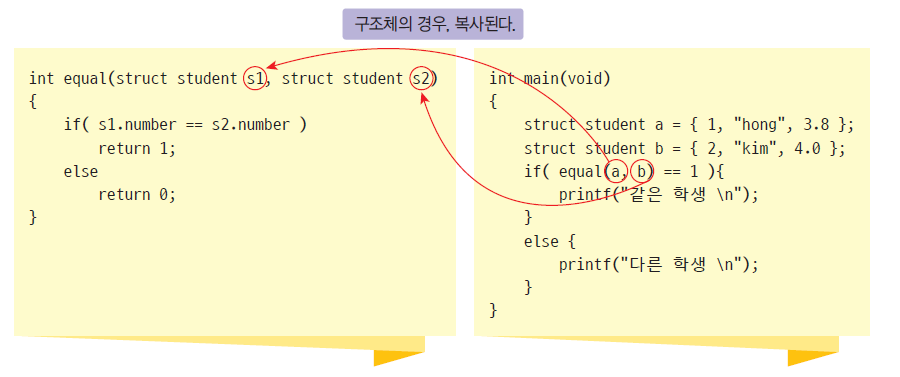 구조체의 경우, 복사된다.
int equal(struct student s1, struct student s2)
{
    if( s1.number == s2.number )
        return 1;
    else
        return 0;
}
int main(void)
{
    struct student a = { 1, "hong", 3.8 };
    struct student b = { 2, "kim", 4.0 };
    if( equal(a, b) == 1 ){
        printf("같은 학생 \n");
    }
    else {
        printf("다른 학생 \n");
    }
}